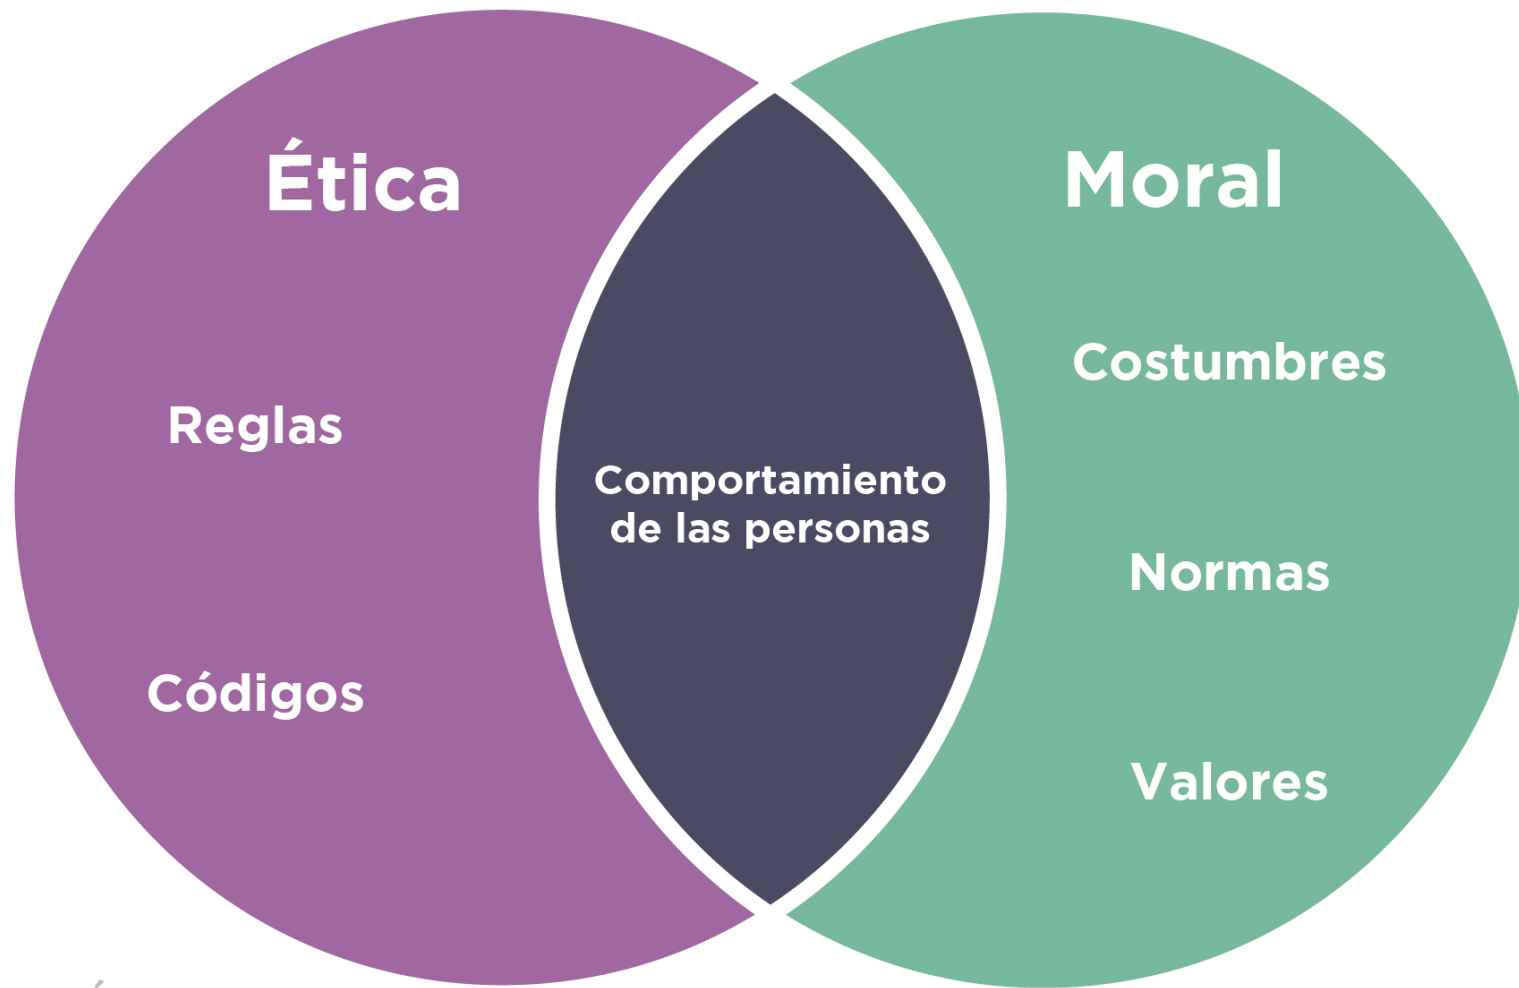 Ética
Reglas
Códigos
Comportamiento
de las personas
Moral
Costumbres
Normas
Valores